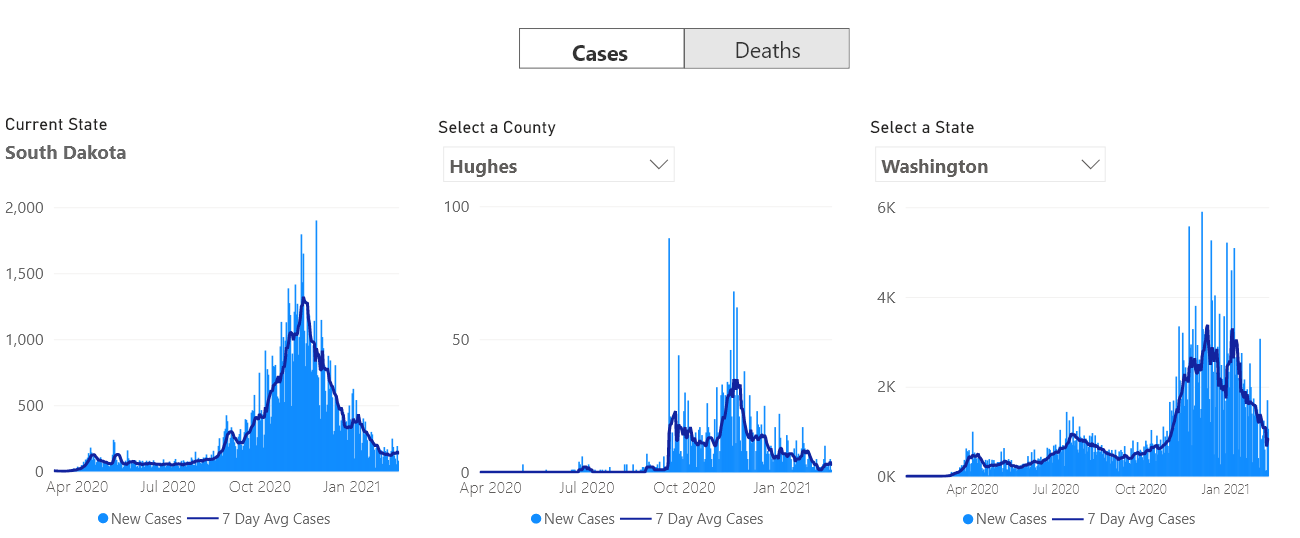 Cases Deaths
Current State
South Dakota
2,000
1,500
1,000
500
0
Apr 2020 Jul 2020 Oct 2020 Jan 2021
New Cases 7 Day Avg Cases
Select a County
Hughes
100
50
0
Apr 2020 Jul 2020 Oct 2020 Jan 2021
New Cases 7 Day Avg Cases
Select a State
Washington
6K
4K
2K
0K
Apr 2020 Jul 2020 Oct 2020 Jan 2021
New Cases 7 Day Avg Cases